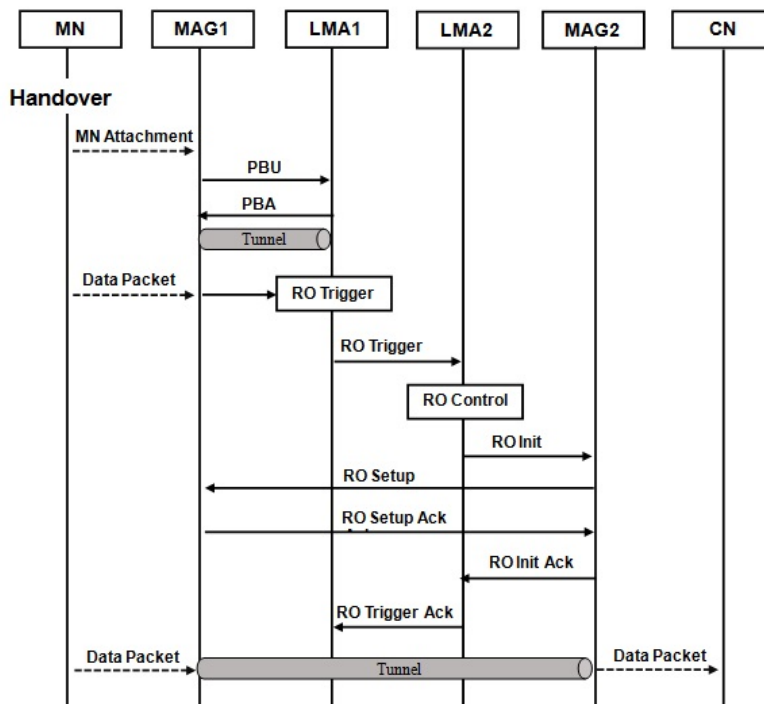 MN MAG1 LMA1 LMA2 MAG2 CN
Handover
MN Attachment
PBU
PBA
Tunnel
Data Packet
RO Trigger
RO Trigger
RO Control
RO Init
RO Setup
RO Setup Ack
RO Init Ack
RO Trigger Ack
Data Packet Tunnel Data Packet